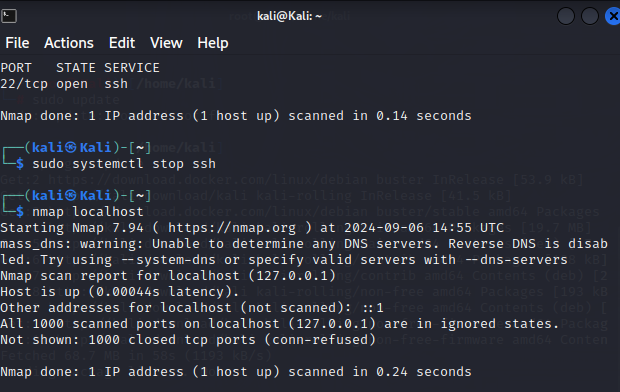 kali@Kali: ~
File Actions Edit View Help
PORT STATE SERVICE
22/tcp open ssh
Nmap done: 1 IP address (1 host up) scanned in 0.14 seconds
┌──(kali㉿Kali)-[~]
└─$ sudo systemctl stop ssh
┌──(kali㉿Kali)-[~]
└─$ nmap localhost
Starting Nmap 7.94 ( https://nmap.org ) at 2024-09-06 14:55 UTC
mass_dns: warning: Unable to determine any DNS servers. Reverse DNS is disab
led. Try using --system-dns or specify valid servers with --dns-servers
Nmap scan report for localhost (127.0.0.1)
Host is up (0.00044s latency).
Other addresses for localhost (not scanned): ::1
All 1000 scanned ports on localhost (127.0.0.1) are in ignored states.
Not shown: 1000 closed tcp ports (conn-refused)
Nmap done: 1 IP address (1 host up) scanned in 0.24 seconds